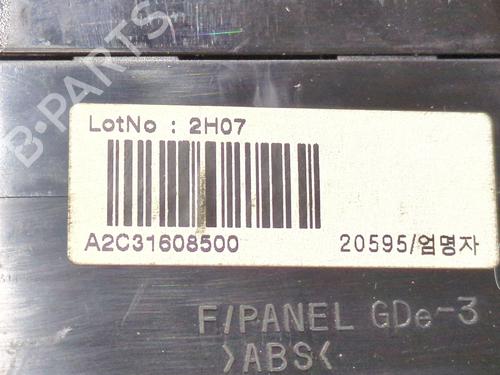 B-PARTS
LotNo : 2H07
A2C31608500 20595/엄명자
F/PANEL GDe-3
>ABS<